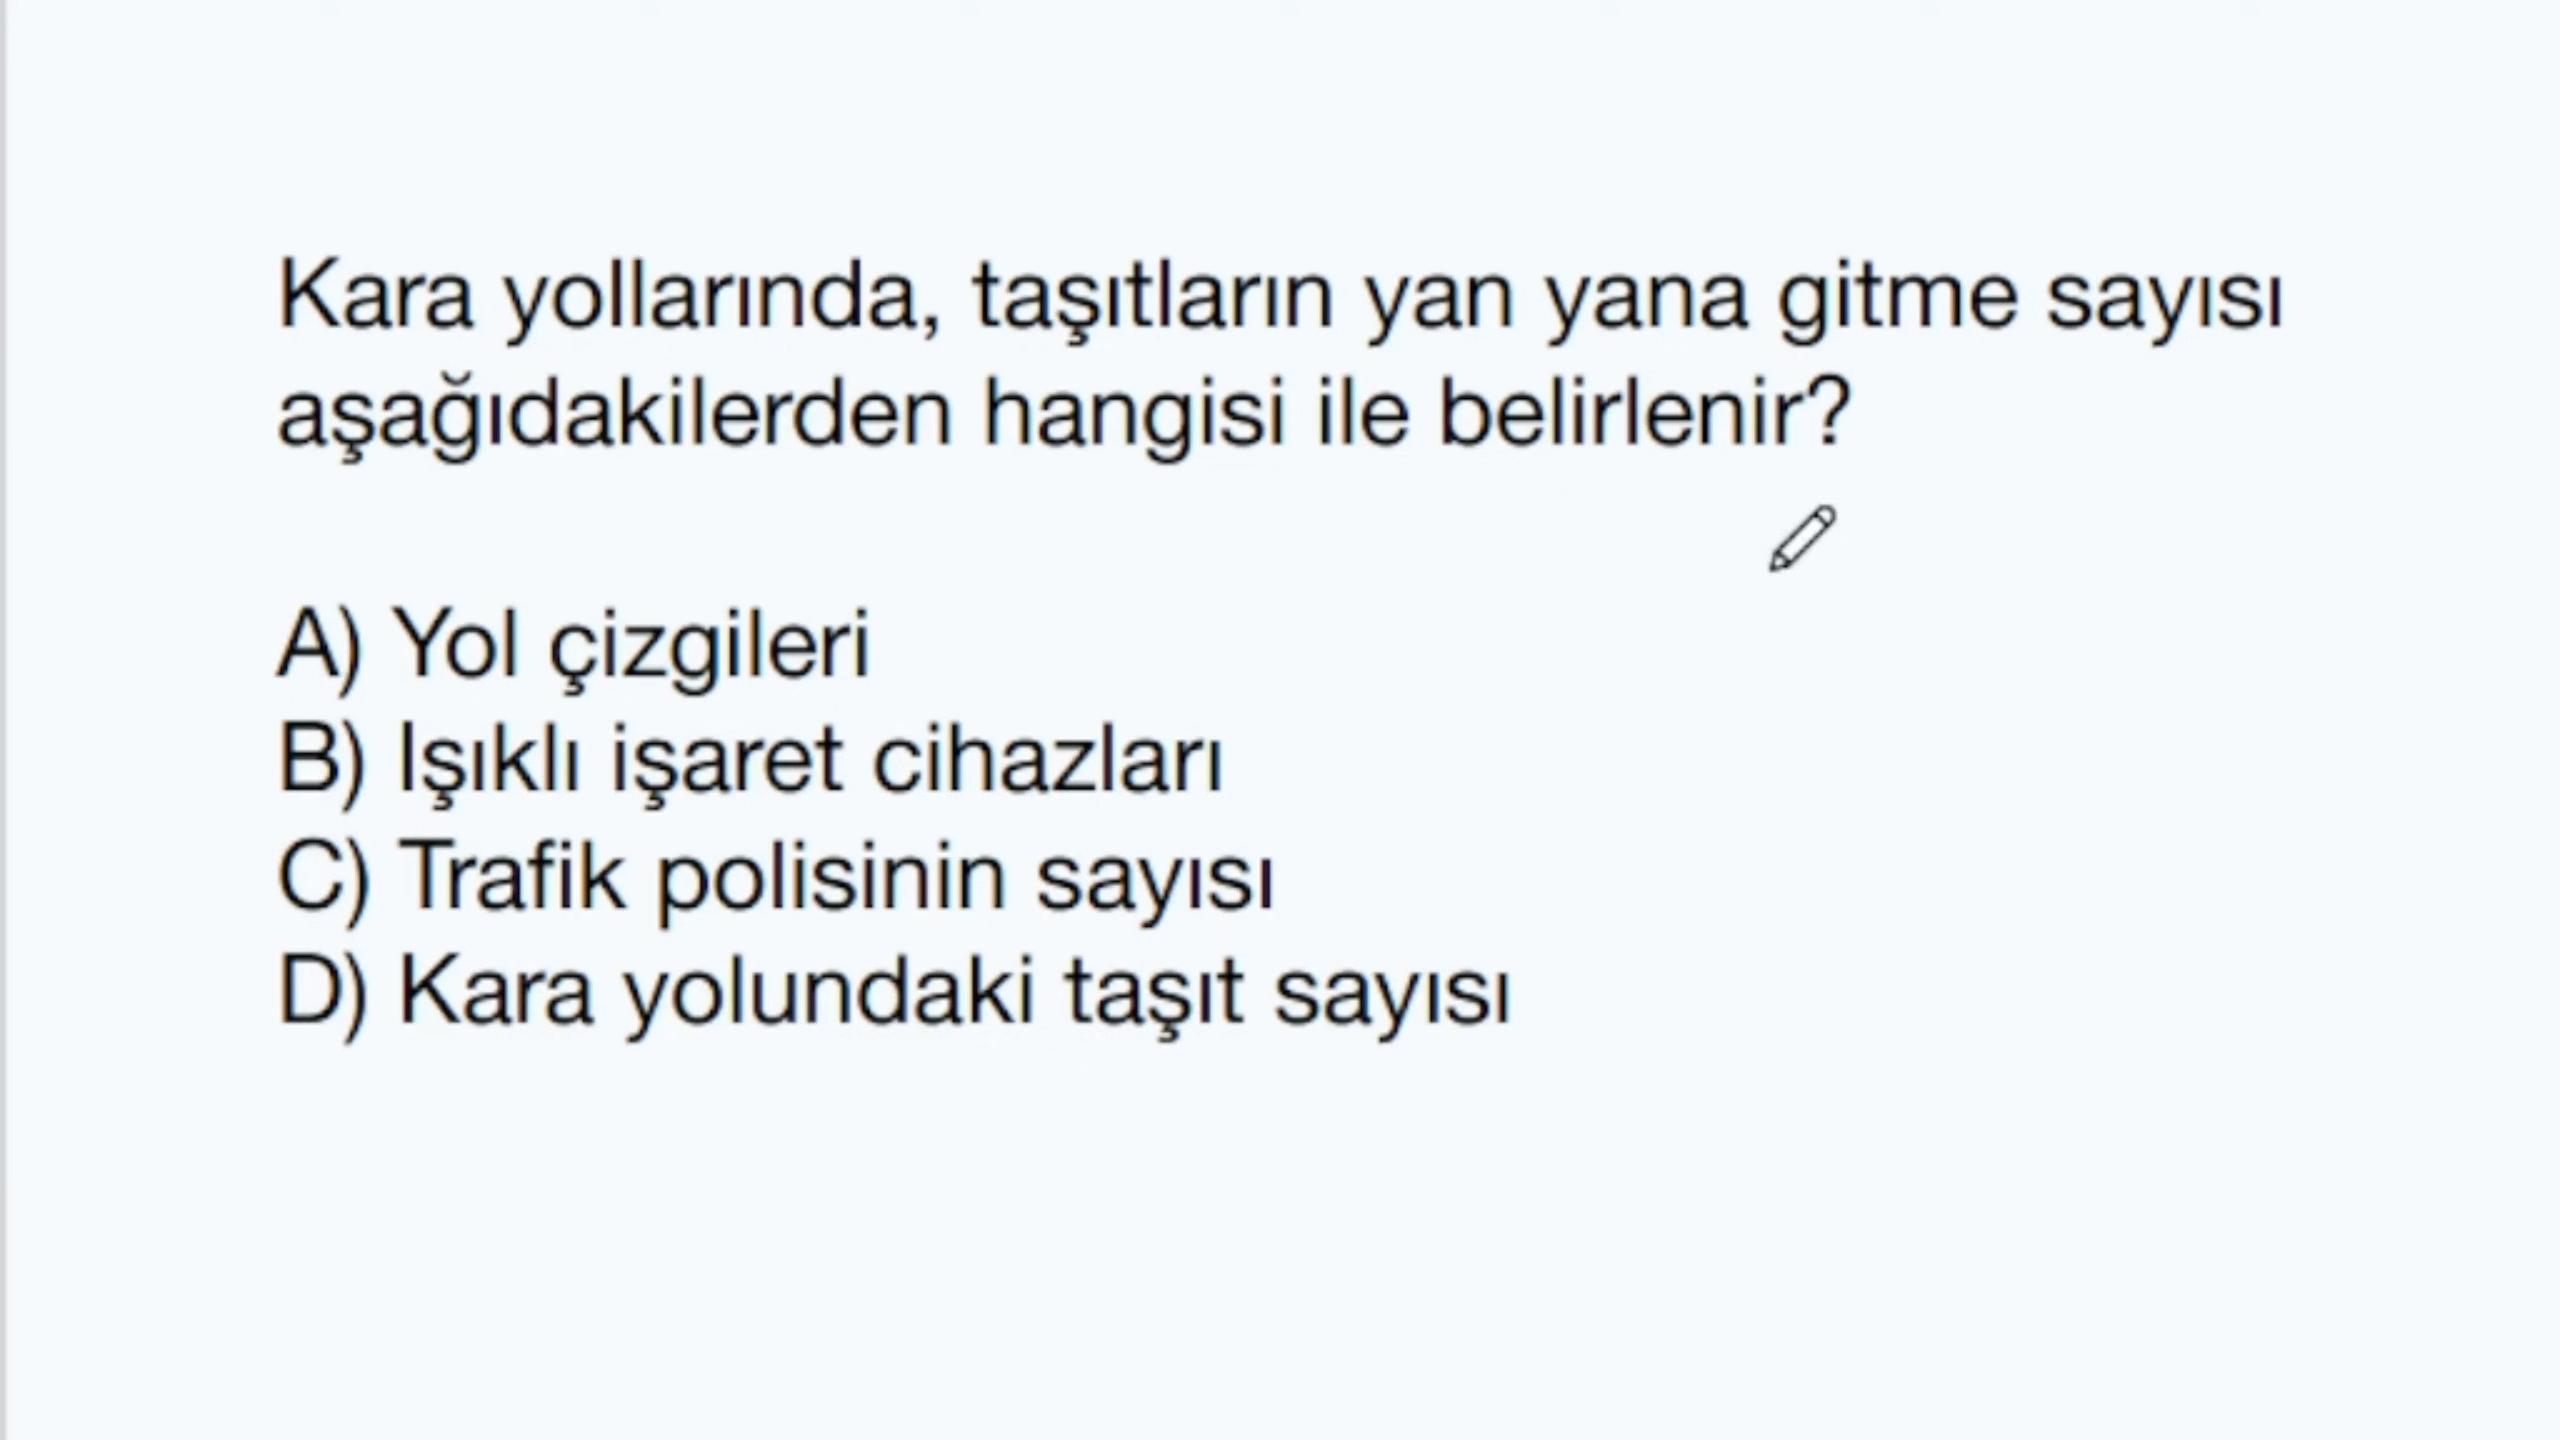 Kara yollarında, taşıtların yan yana gitme sayısı
aşağıdakilerden hangisi ile belirlenir?
A) Yol çizgileri
B) Işıklı işaret cihazları
C) Trafik polisinin sayısı
D) Kara yolundaki taşıt sayısı